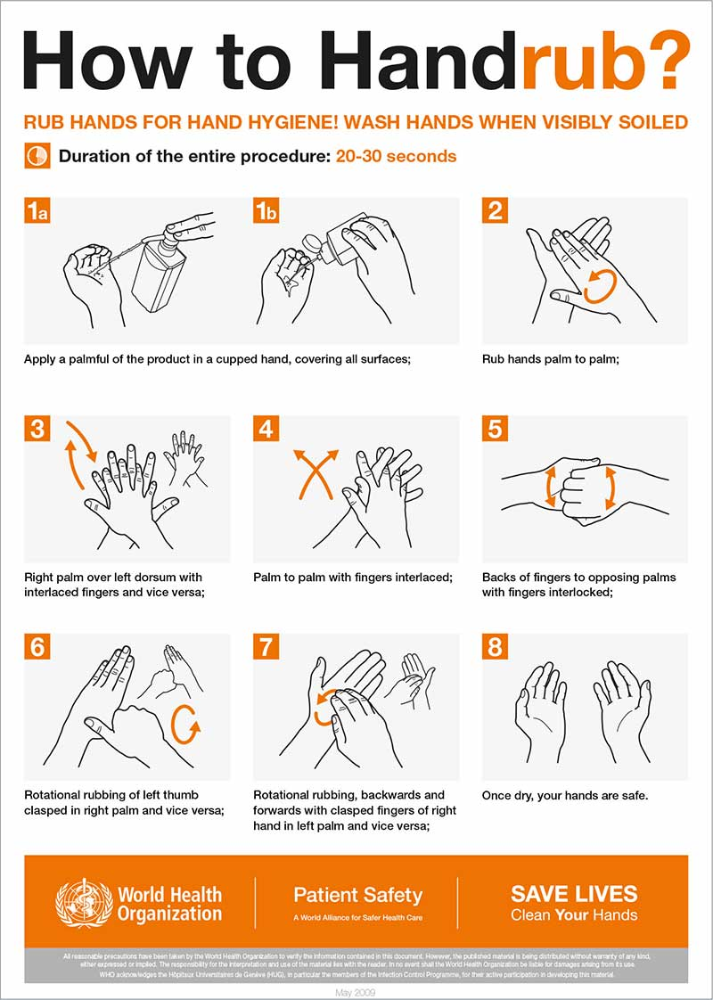 How to Handrub?
RUB HANDS FOR HAND HYGIENE! WASH HANDS WHEN VISIBLY SOILED
Duration of the entire procedure: 20-30 seconds
1a
1b
2
Apply a palmful of the product in a cupped hand, covering all surfaces;
Rub hands palm to palm;
3
4
5
Right palm over left dorsum with
interlaced fingers and vice versa;
Palm to palm with fingers interlaced;
Backs of fingers to opposing palms
with fingers interlocked;
6
7
8
Rotational rubbing of left thumb
clasped in right palm and vice versa;
Rotational rubbing, backwards and
forwards with clasped fingers of right
hand in left palm and vice versa;
Once dry, your hands are safe.
World Health
Organization
Patient Safety
A World Alliance for Safer Health Care
SAVE LIVES
Clean Your Hands
All reasonable precautions have been taken by the World Health Organization to verify the information contained in this document. However, the published material is being distributed without warranty of any kind,
either expressed or implied. The responsibility for the interpretation and use of the material lies with the reader. In no event shall the World Health Organization be liable for damages arising from its use.
WHO acknowledges the Hôpitaux Universitaires de Genève (HUG), in particular the members of the Infection Control Programme, for their active participation in developing this material.
May 2009